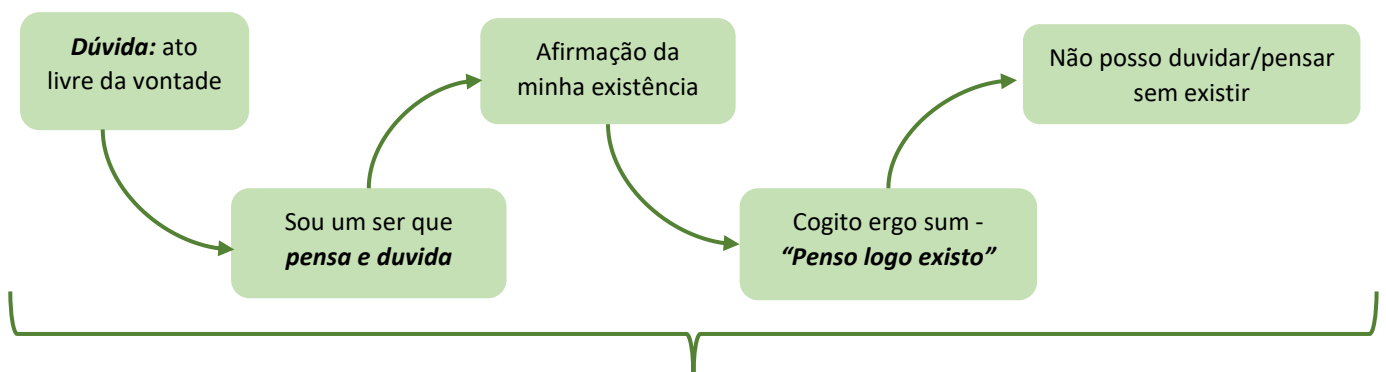 Dúvida: ato
livre da vontade
Sou um ser que
pensa e duvida
Afirmação da
minha existência
Cogito ergo sum -
“Penso logo existo”
Não posso duvidar/pensar
sem existir